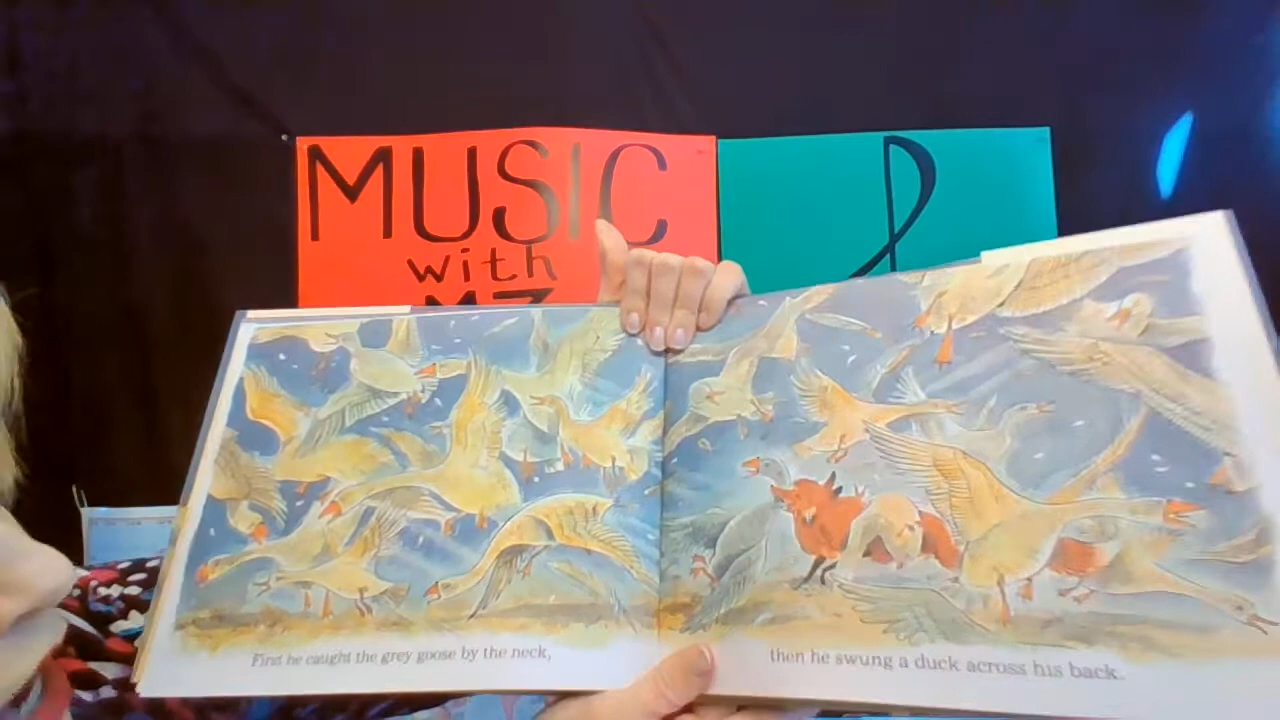 MUSIC
with
First he caught the grey goose by the neck,
then he swung a duck across his back.